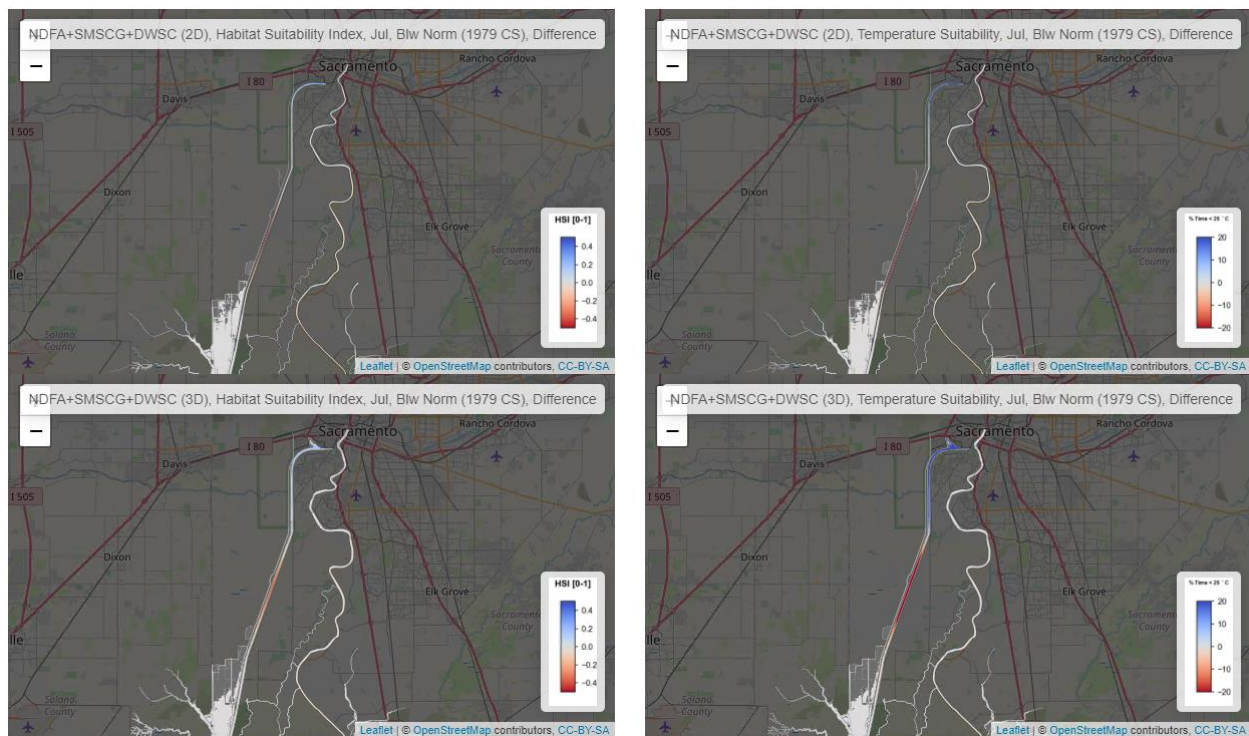 NDFA+SMSCG+DWSC (2D), Habitat Suitability Index, Jul, Blw Norm (1979 CS), Difference
−
Sacramento
Rancho Cordova
I 80
Davis
I 505
Dixon
Elk Grove
Sacramento
County
lle
Solano
County
HSI [0-1]
0.4
0.2
0.0
−0.2
−0.4
Leaflet | © OpenStreetMap contributors, CC-BY-SA
NDFA+SMSCG+DWSC (2D), Temperature Suitability, Jul, Blw Norm (1979 CS), Difference
−
Sacramento
Rancho Cordova
I 80
Davis
I 505
Dixon
Elk Grove
Sacramento
County
lle
Solano
County
% Time < 25 °C
20
10
0
−10
−20
Leaflet | © OpenStreetMap contributors, CC-BY-SA
NDFA+SMSCG+DWSC (3D), Habitat Suitability Index, Jul, Blw Norm (1979 CS), Difference
−
Sacramento
Rancho Cordova
I 80
Davis
I 505
Dixon
Elk Grove
Sacramento
County
lle
Solano
County
HSI [0-1]
0.4
0.2
0.0
−0.2
−0.4
Leaflet | © OpenStreetMap contributors, CC-BY-SA
NDFA+SMSCG+DWSC (3D), Temperature Suitability, Jul, Blw Norm (1979 CS), Difference
−
Sacramento
Rancho Cordova
I 80
Davis
I 505
Dixon
Elk Grove
Sacramento
County
lle
Solano
County
% Time < 25 °C
20
10
0
−10
−20
Leaflet | © OpenStreetMap contributors, CC-BY-SA